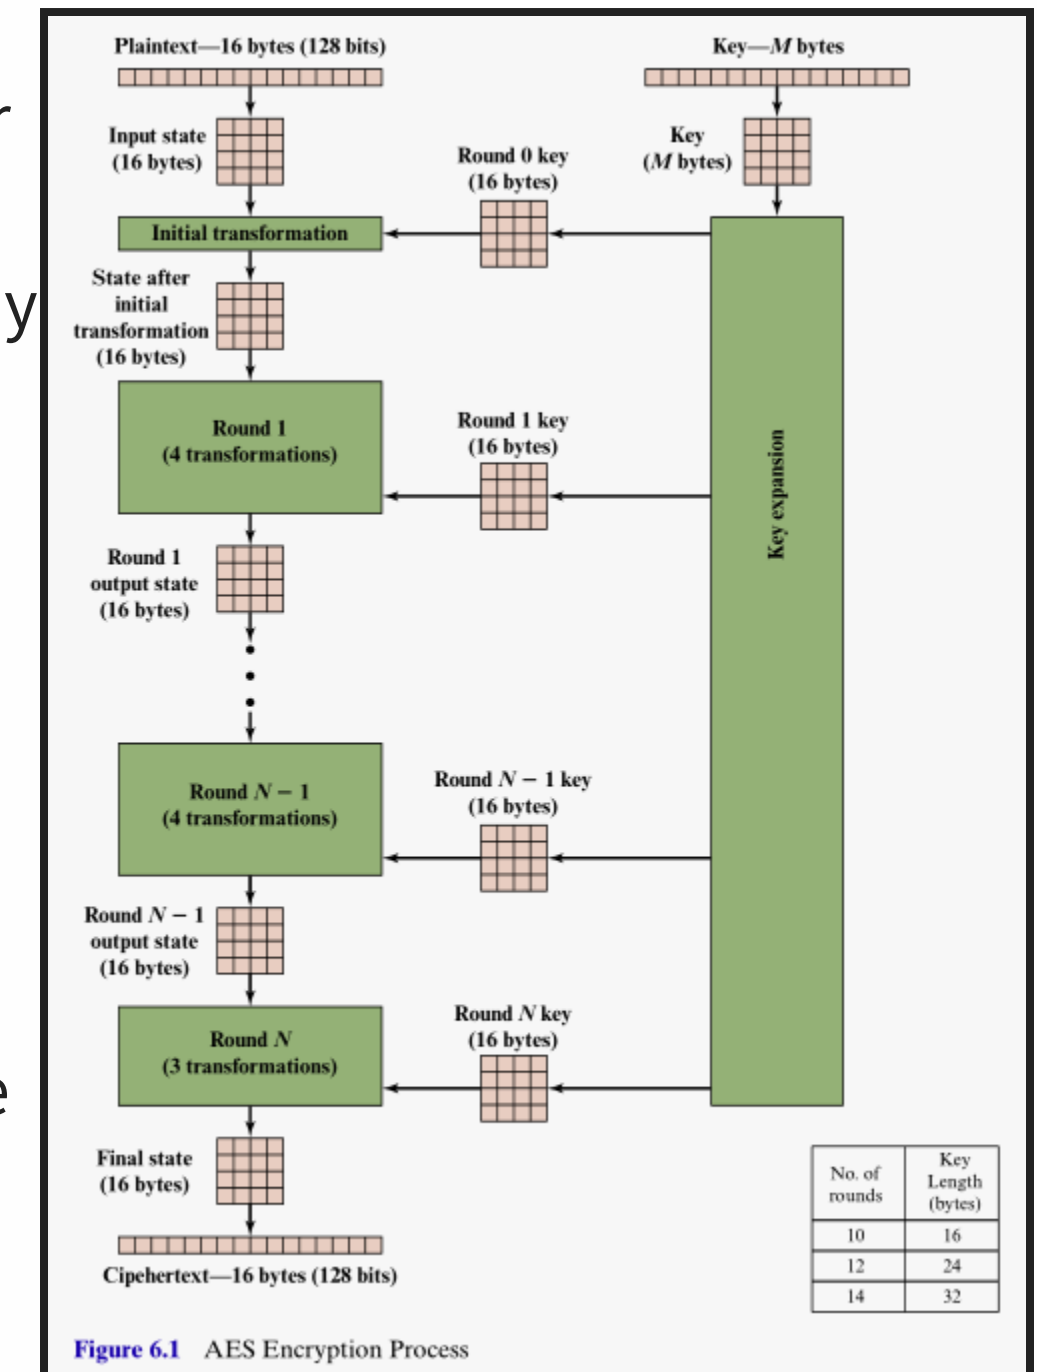 Plaintext—16 bytes (128 bits)
Key—M bytes
Input state
(16 bytes)
Key
(M bytes)
Round 0 key
(16 bytes)
Initial transformation
State after
initial
transformation
(16 bytes)
Round 1
(4 transformations)
Round 1 key
(16 bytes)
Key expansion
Round 1
output state
(16 bytes)
Round N − 1
(4 transformations)
Round N − 1 key
(16 bytes)
Round N − 1
output state
(16 bytes)
Round N
(3 transformations)
Round N key
(16 bytes)
Final state
(16 bytes)
Cipehertext—16 bytes (128 bits)
No. of
rounds
Key
Length
(bytes)
10 16
12 24
14 32
Figure 6.1 AES Encryption Process
r
y
e